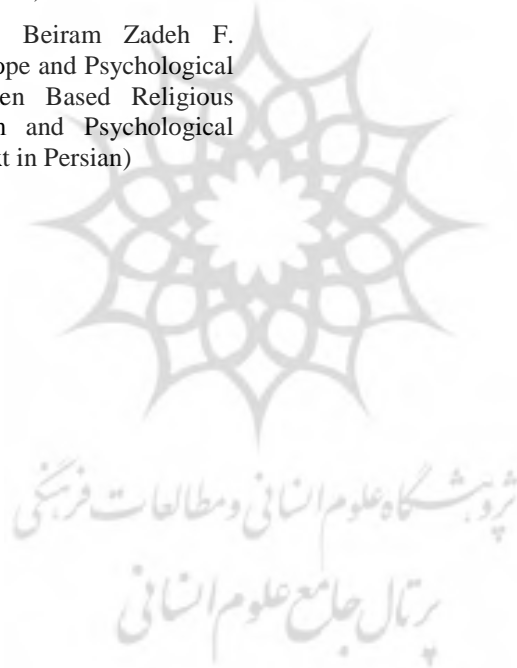 Beiram Zadeh F.
ope and Psychological
en Based Religious
n and Psychological
t in Persian)
پژوهشگاه علوم انسانی و مطالعات فرهنگی
پرتال جامع علوم انسانی